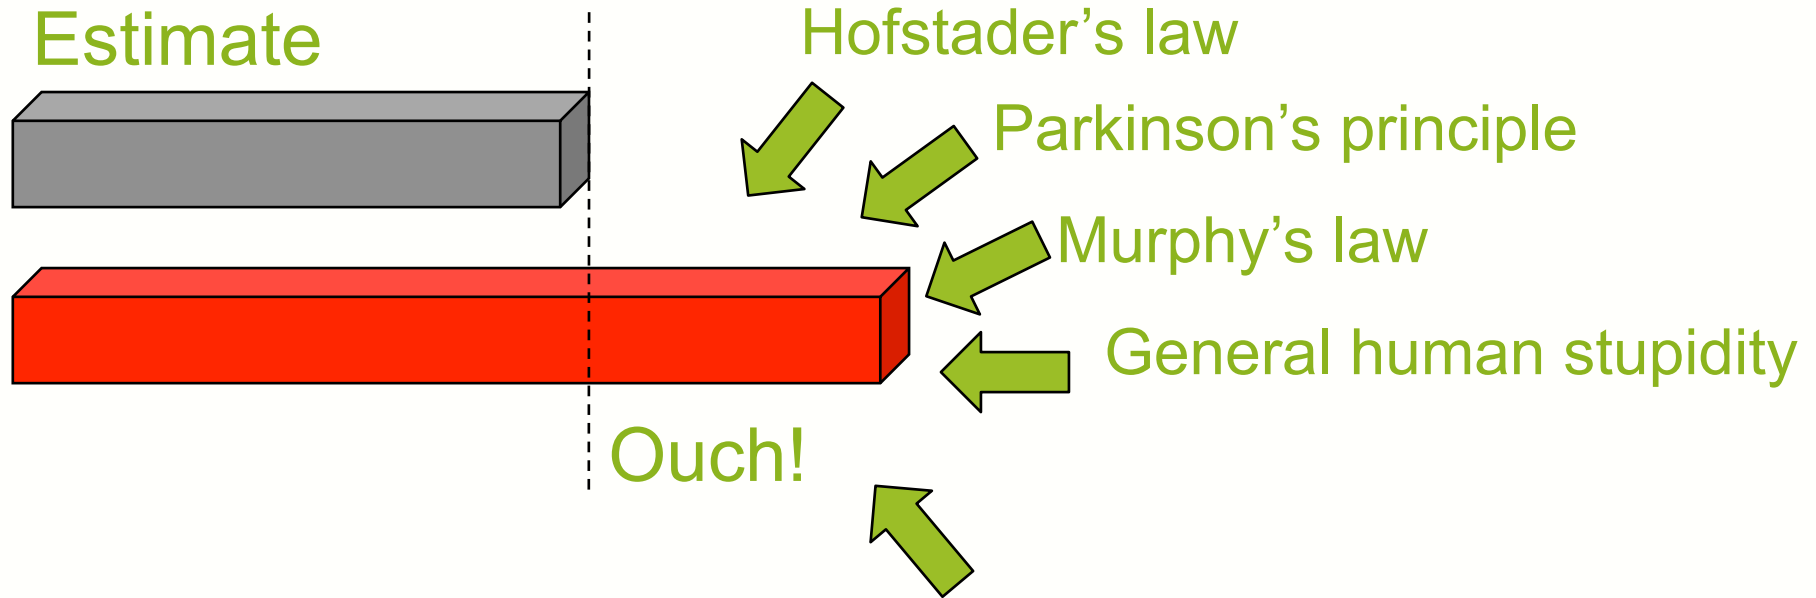 Estimate
Hofstader’s law
Parkinson’s principle
Murphy’s law
General human stupidity
Ouch!